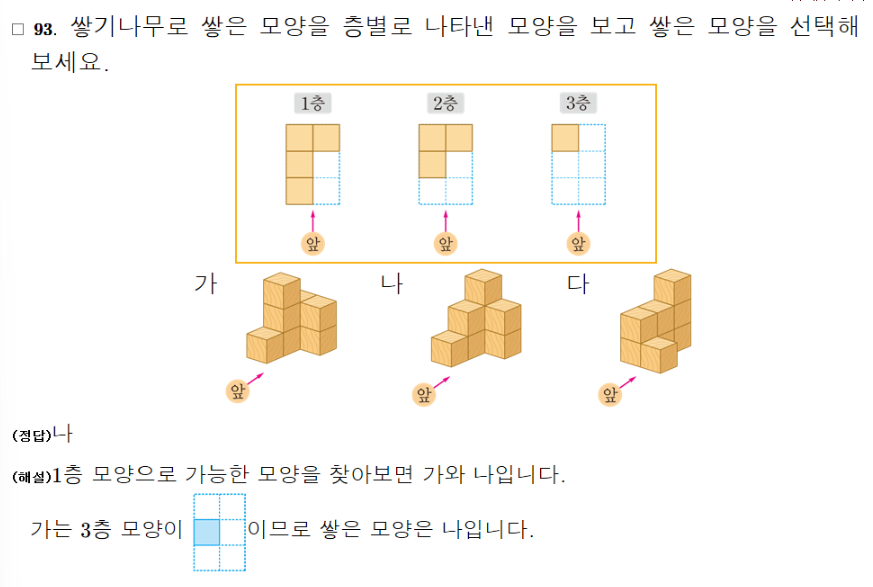 □ 93. 쌓기나무로 쌓은 모양을 층별로 나타낸 모양을 보고 쌓은 모양을 선택해
보세요.
1층 2층 3층
앞 앞 앞
가 나 다
앞 앞 앞
(정답)나
(해설)1층 모양으로 가능한 모양을 찾아보면 가와 나입니다.
가는 3층 모양이 이므로 쌓은 모양은 나입니다.